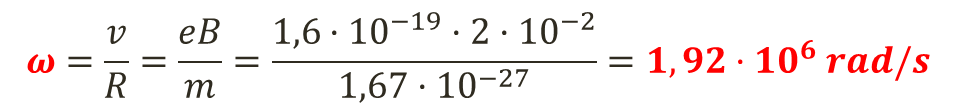 ω = v/R = eB/m = (1,6 · 10⁻¹⁹ · 2 · 10⁻²)/(1,67 · 10⁻²⁷) = 1,92 · 10⁶ rad/s